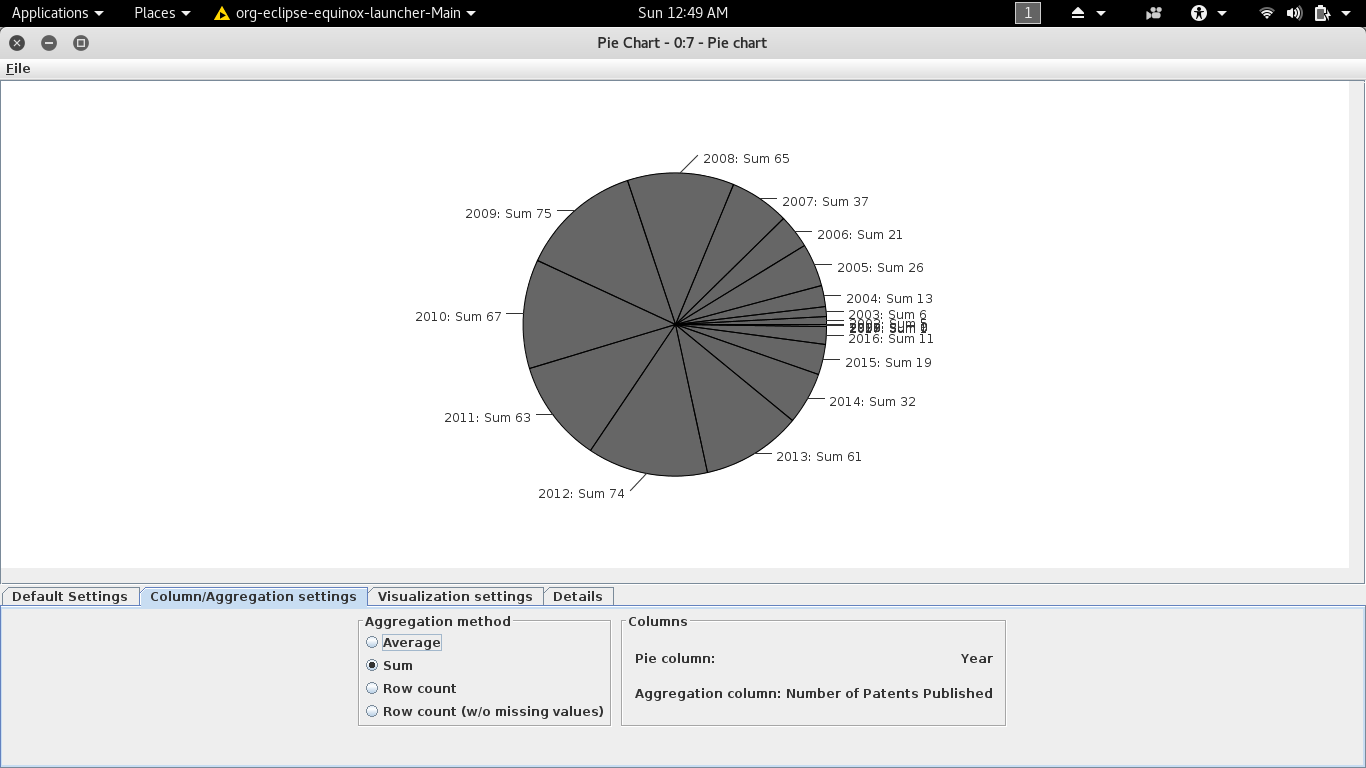 Applications Places org-eclipse-equinox-launcher-Main Sun 12:49 AM 1
Pie Chart - 0:7 - Pie chart
File
2008: Sum 65
2007: Sum 37
2009: Sum 75
2006: Sum 21
2005: Sum 26
2004: Sum 13
2010: Sum 67
2003: Sum 6
2016: Sum 11
2015: Sum 19
2014: Sum 32
2011: Sum 63
2013: Sum 61
2012: Sum 74
Default Settings Column/Aggregation settings Visualization settings Details
Aggregation method
Average
Sum
Row count
Row count (w/o missing values)
Columns
Pie column: Year
Aggregation column: Number of Patents Published